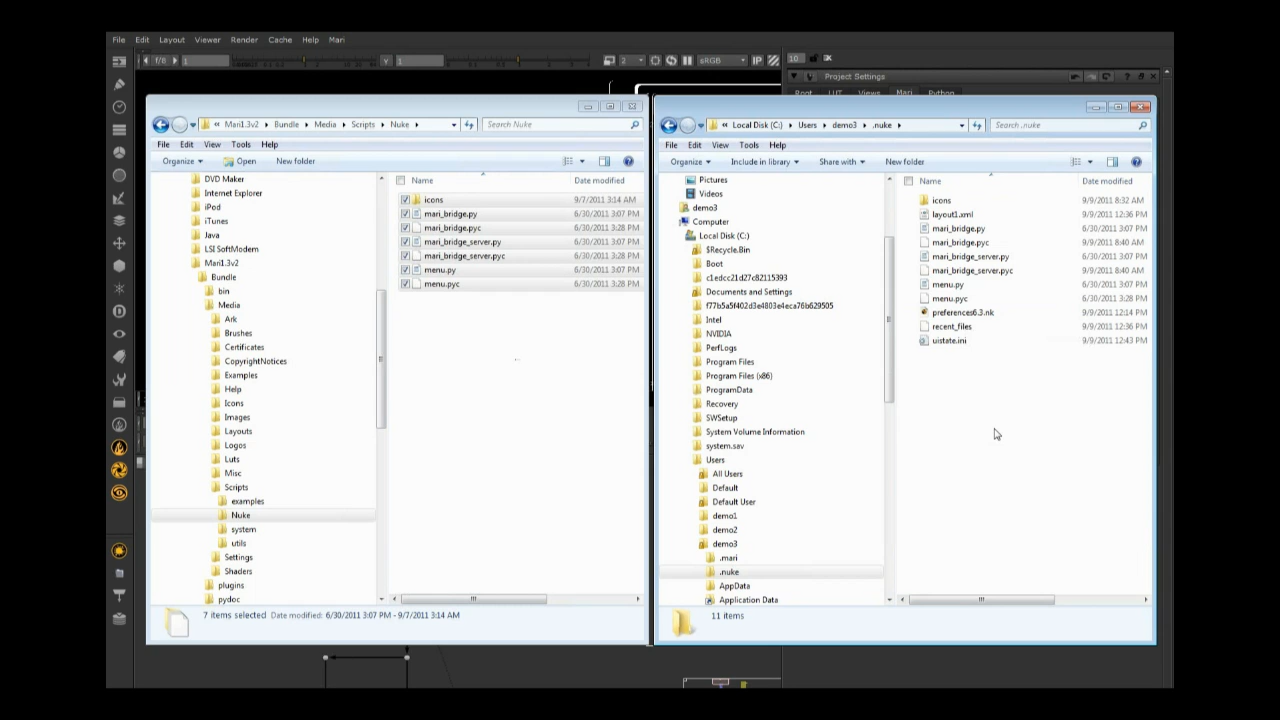 File Edit Layout Viewer Render Cache Help Mari
f/8 1 Y 1 2 sRGB IP 10
Project Settings
Root LUT Views Mari Python
« Mari1.3v2 Bundle Media Scripts Nuke Search Nuke
File Edit View Tools Help
Organize Open New folder
DVD Maker
Internet Explorer
iPod
iTunes
Java
LSI SoftModem
Mari1.3v2
Bundle
bin
Media
Ark
Brushes
Certificates
CopyrightNotices
Examples
Help
Icons
Images
Layouts
Logos
Luts
Misc
Scripts
examples
Nuke
system
utils
Settings
Shaders
plugins
pydoc
Name Date modified
icons 9/7/2011 3:14 AM
mari_bridge.py 6/30/2011 3:07 PM
mari_bridge.pyc 6/30/2011 3:28 PM
mari_bridge_server.py 6/30/2011 3:07 PM
mari_bridge_server.pyc 6/30/2011 3:28 PM
menu.py 6/30/2011 3:07 PM
menu.pyc 6/30/2011 3:28 PM
7 items selected Date modified: 6/30/2011 3:07 PM - 9/7/2011 3:14 AM
« Local Disk (C:) Users demo3 .nuke Search .nuke
File Edit View Tools Help
Organize Include in library Share with New folder
Pictures
Videos
demo3
Computer
Local Disk (C:)
$Recycle.Bin
Boot
c1edcc21d27c82115393
Documents and Settings
f77b5a5f402d3e4803e4eca76b629505
Intel
NVIDIA
PerfLogs
Program Files
Program Files (x86)
ProgramData
Recovery
SWSetup
System Volume Information
system.sav
Users
All Users
Default
Default User
demo1
demo2
demo3
.mari
.nuke
AppData
Application Data
Name Date modified
icons 9/9/2011 8:32 AM
layout1.xml 9/9/2011 12:36 PM
mari_bridge.py 6/30/2011 3:07 PM
mari_bridge.pyc 9/9/2011 8:40 AM
mari_bridge_server.py 6/30/2011 3:07 PM
mari_bridge_server.pyc 9/9/2011 8:40 AM
menu.py 6/30/2011 3:07 PM
menu.pyc 6/30/2011 3:28 PM
preferences6.3.nk 9/9/2011 12:14 PM
recent_files 9/9/2011 12:36 PM
uistate.ini 9/9/2011 12:43 PM
11 items